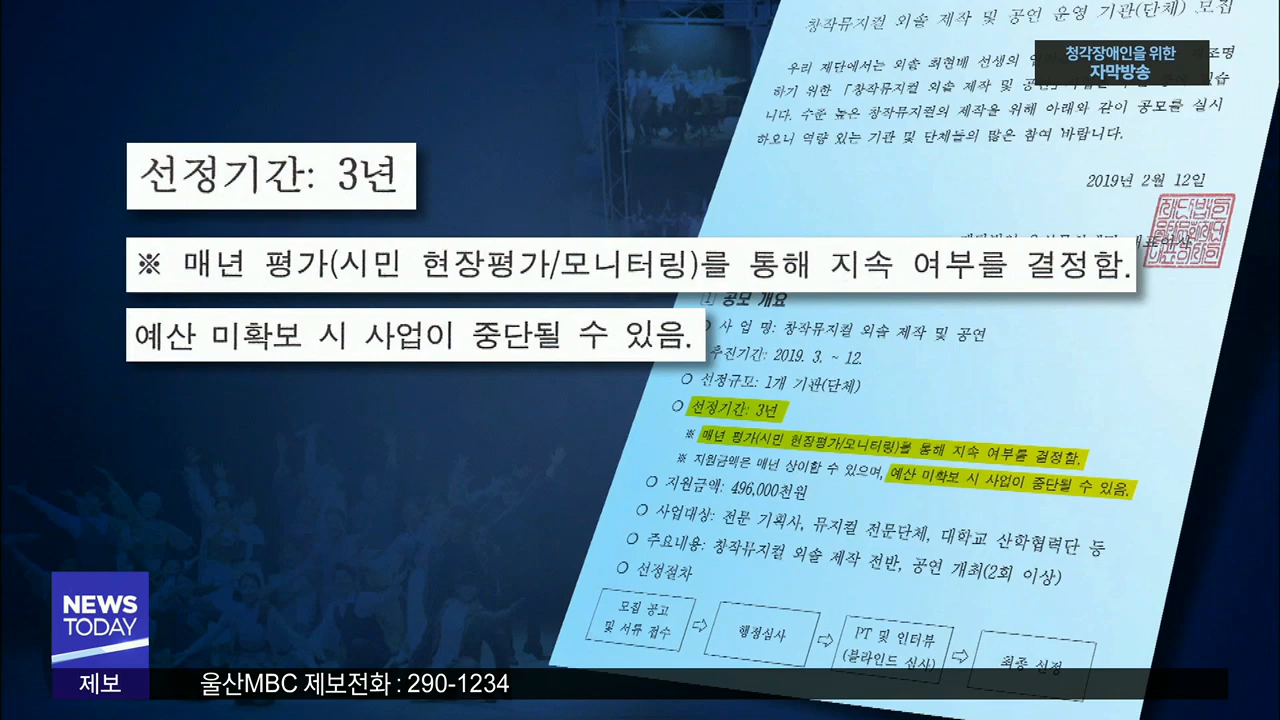 창작뮤지컬 외솔 제작 및 공연 운영 기관(단체) 모집
청각장애인을 위한
자막방송
우리 재단에서는 외솔 최현배 선생의
하기 위한 「창작뮤지컬 외솔 제작 및
니다. 수준 높은 창작뮤지컬의 제작을 위해 아래와 같이 공모를 실시
하오니 역량 있는 기관 및 단체들의 많은 참여 바랍니다.
2019년 2월 12일
선정기간: 3년
※ 매년 평가(시민 현장평가/모니터링)를 통해 지속 여부를 결정함.
예산 미확보 시 사업이 중단될 수 있음.
1 공모 개요
○ 사 업 명: 창작뮤지컬 외솔 제작 및 공연
추진기간: 2019. 3. ~ 12.
○ 선정규모: 1개 기관(단체)
○ 선정기간: 3년
※ 매년 평가(시민 현장평가/모니터링)를 통해 지속 여부를 결정함.
※ 지원금액은 매년 상이할 수 있으며, 예산 미확보 시 사업이 중단될 수 있음.
○ 지원금액: 496,000천원
○ 사업대상: 전문 기획사, 뮤지컬 전문단체, 대학교 산학협력단 등
○ 주요내용: 창작뮤지컬 외솔 제작 전반, 공연 개최(2회 이상)
○ 선정절차
모집 공고
및 서류 접수
⇨ 행정심사 ⇨
PT 및 인터뷰
(블라인드 심사)
⇨ 최종 선정
NEWS
TODAY
제보
울산MBC 제보전화 : 290-1234